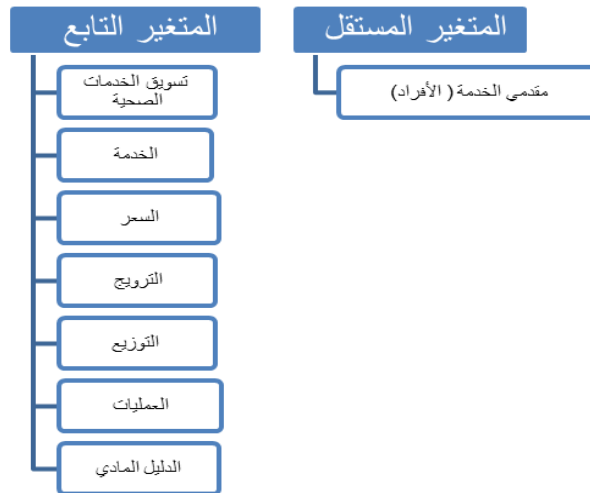 المتغير المستقل
مقدمي الخدمة ( الأفراد)
المتغير التابع
تسويق الخدمات
الصحية
الخدمة
السعر
الترويج
التوزيع
العمليات
الدليل المادي